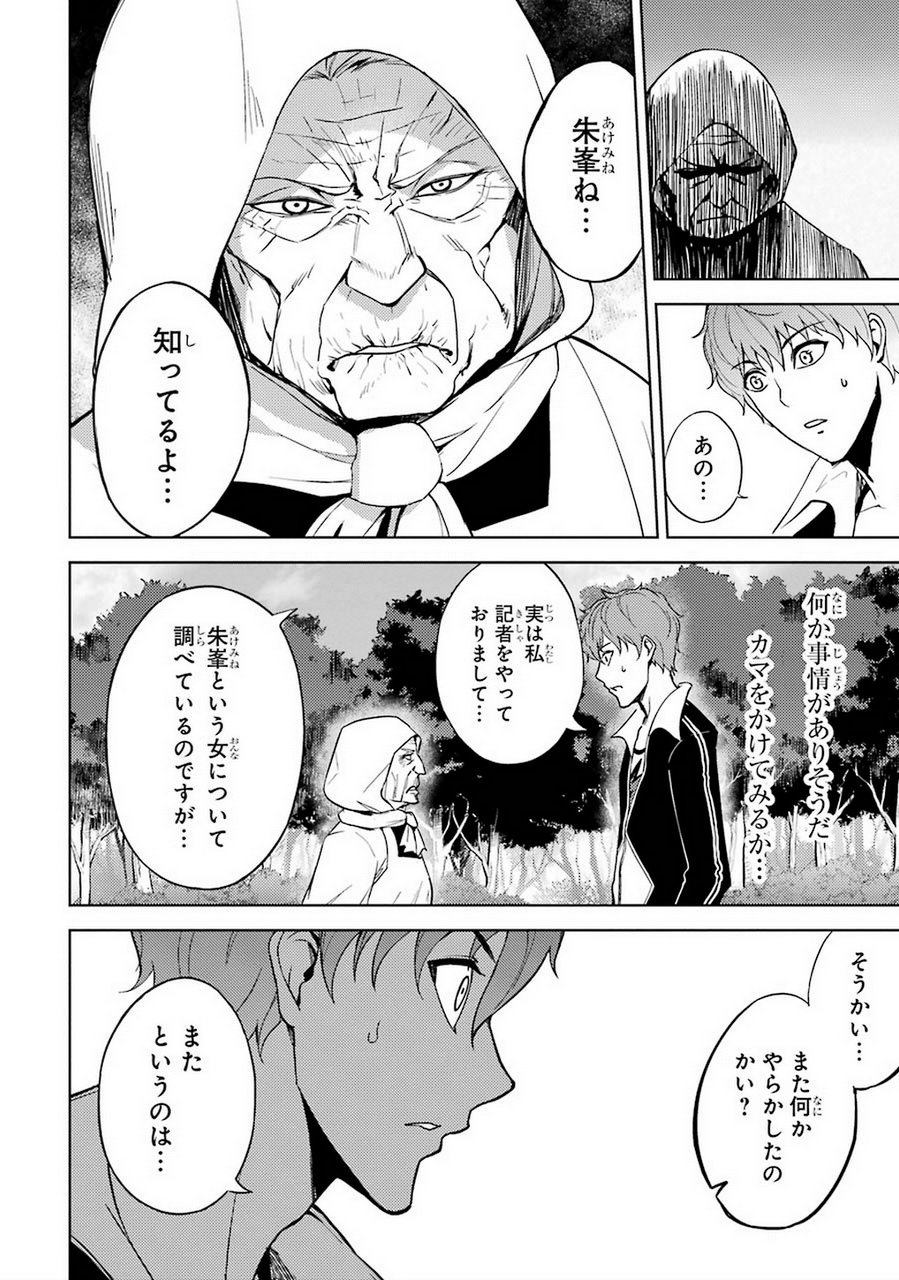 あの…
朱峯ね…
知ってるよ…
何か事情がありそうだ
カマをかけてみるか…
実は私
記者をやって
おりまして…
朱峯という女について
調べているのですが…
そうかい…
また何か
やらかしたの
かい?
また
というのは…